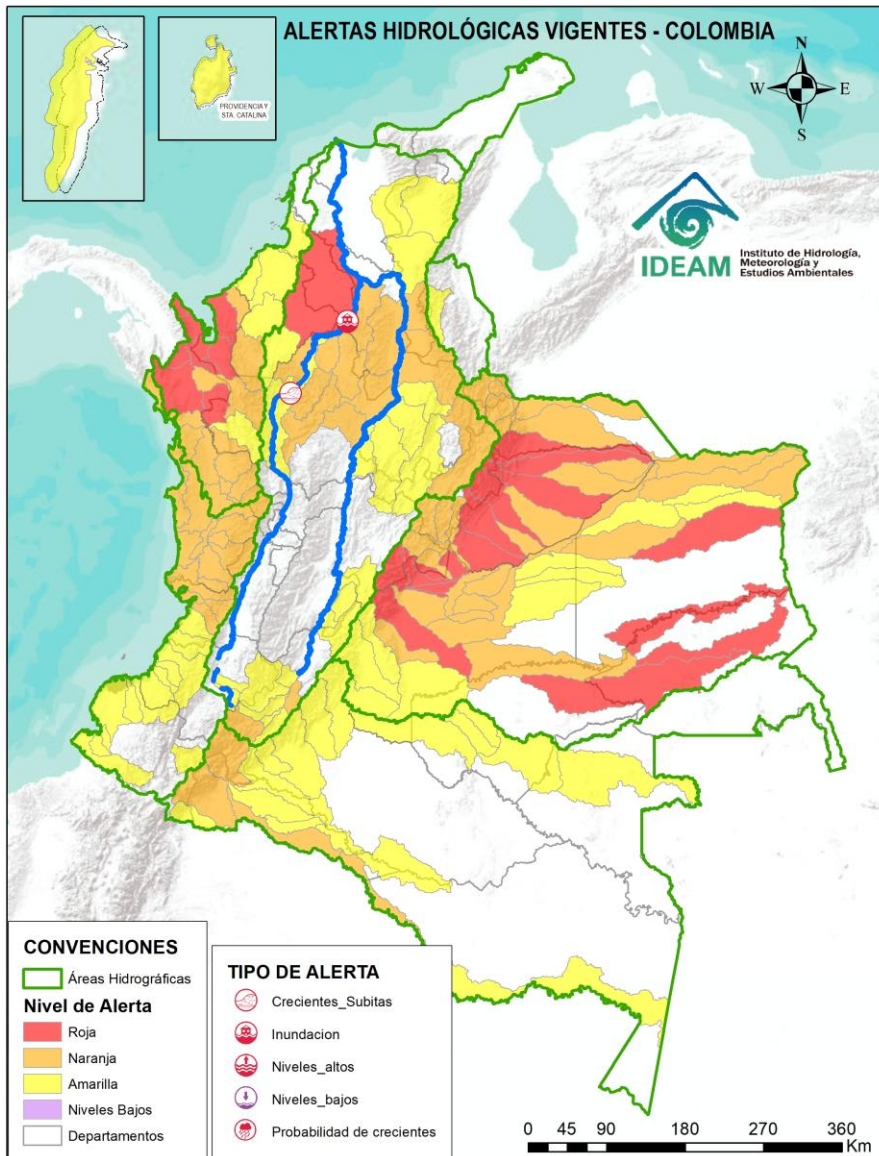 ALERTAS HIDROLÓGICAS VIGENTES - COLOMBIA
PROVIDENCIA Y
STA. CATALINA
N
W
E
S
IDEAM
Instituto de Hidrología,
Meteorología y
Estudios Ambientales
CONVENCIONES
Áreas Hidrográficas
Nivel de Alerta
Roja
Naranja
Amarilla
Niveles Bajos
Departamentos
TIPO DE ALERTA
Crecientes_Subitas
Inundacion
Niveles_altos
Niveles_bajos
Probabilidad de crecientes
0 45 90 180 270 360
Km